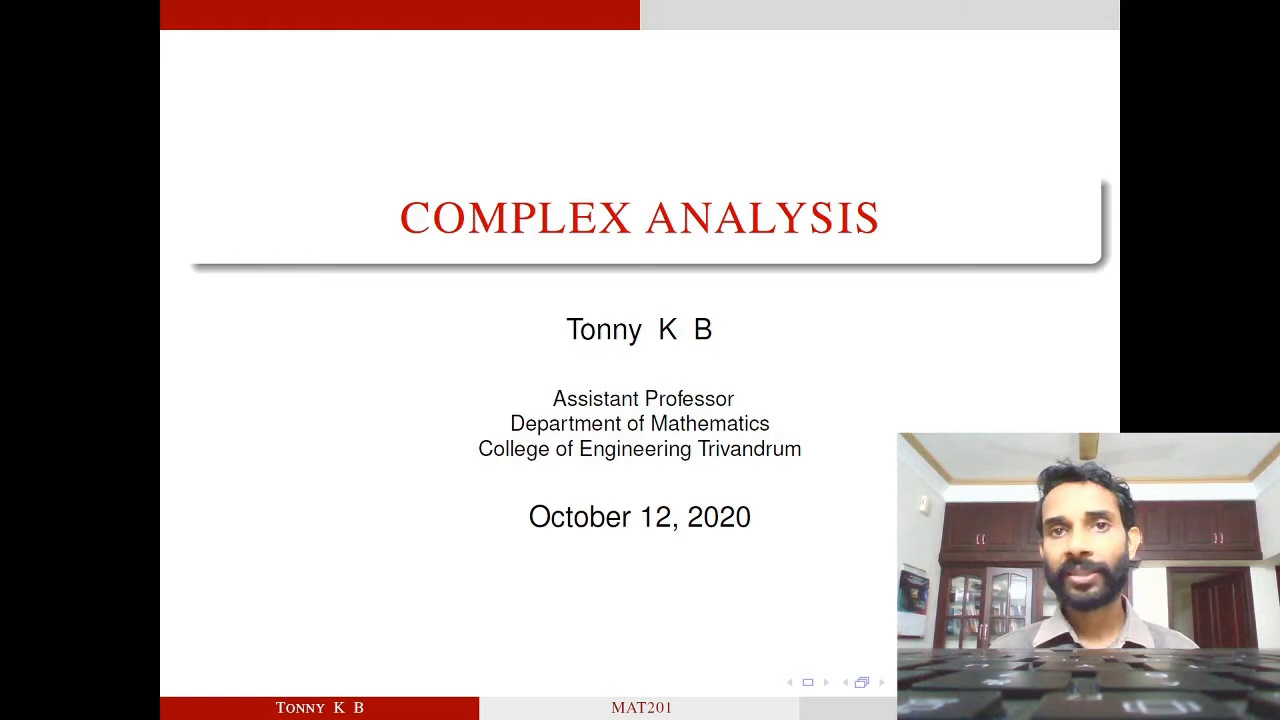 COMPLEX ANALYSIS
Tonny K B
Assistant Professor
Department of Mathematics
College of Engineering Trivandrum
October 12, 2020
TONNY K B
MAT201